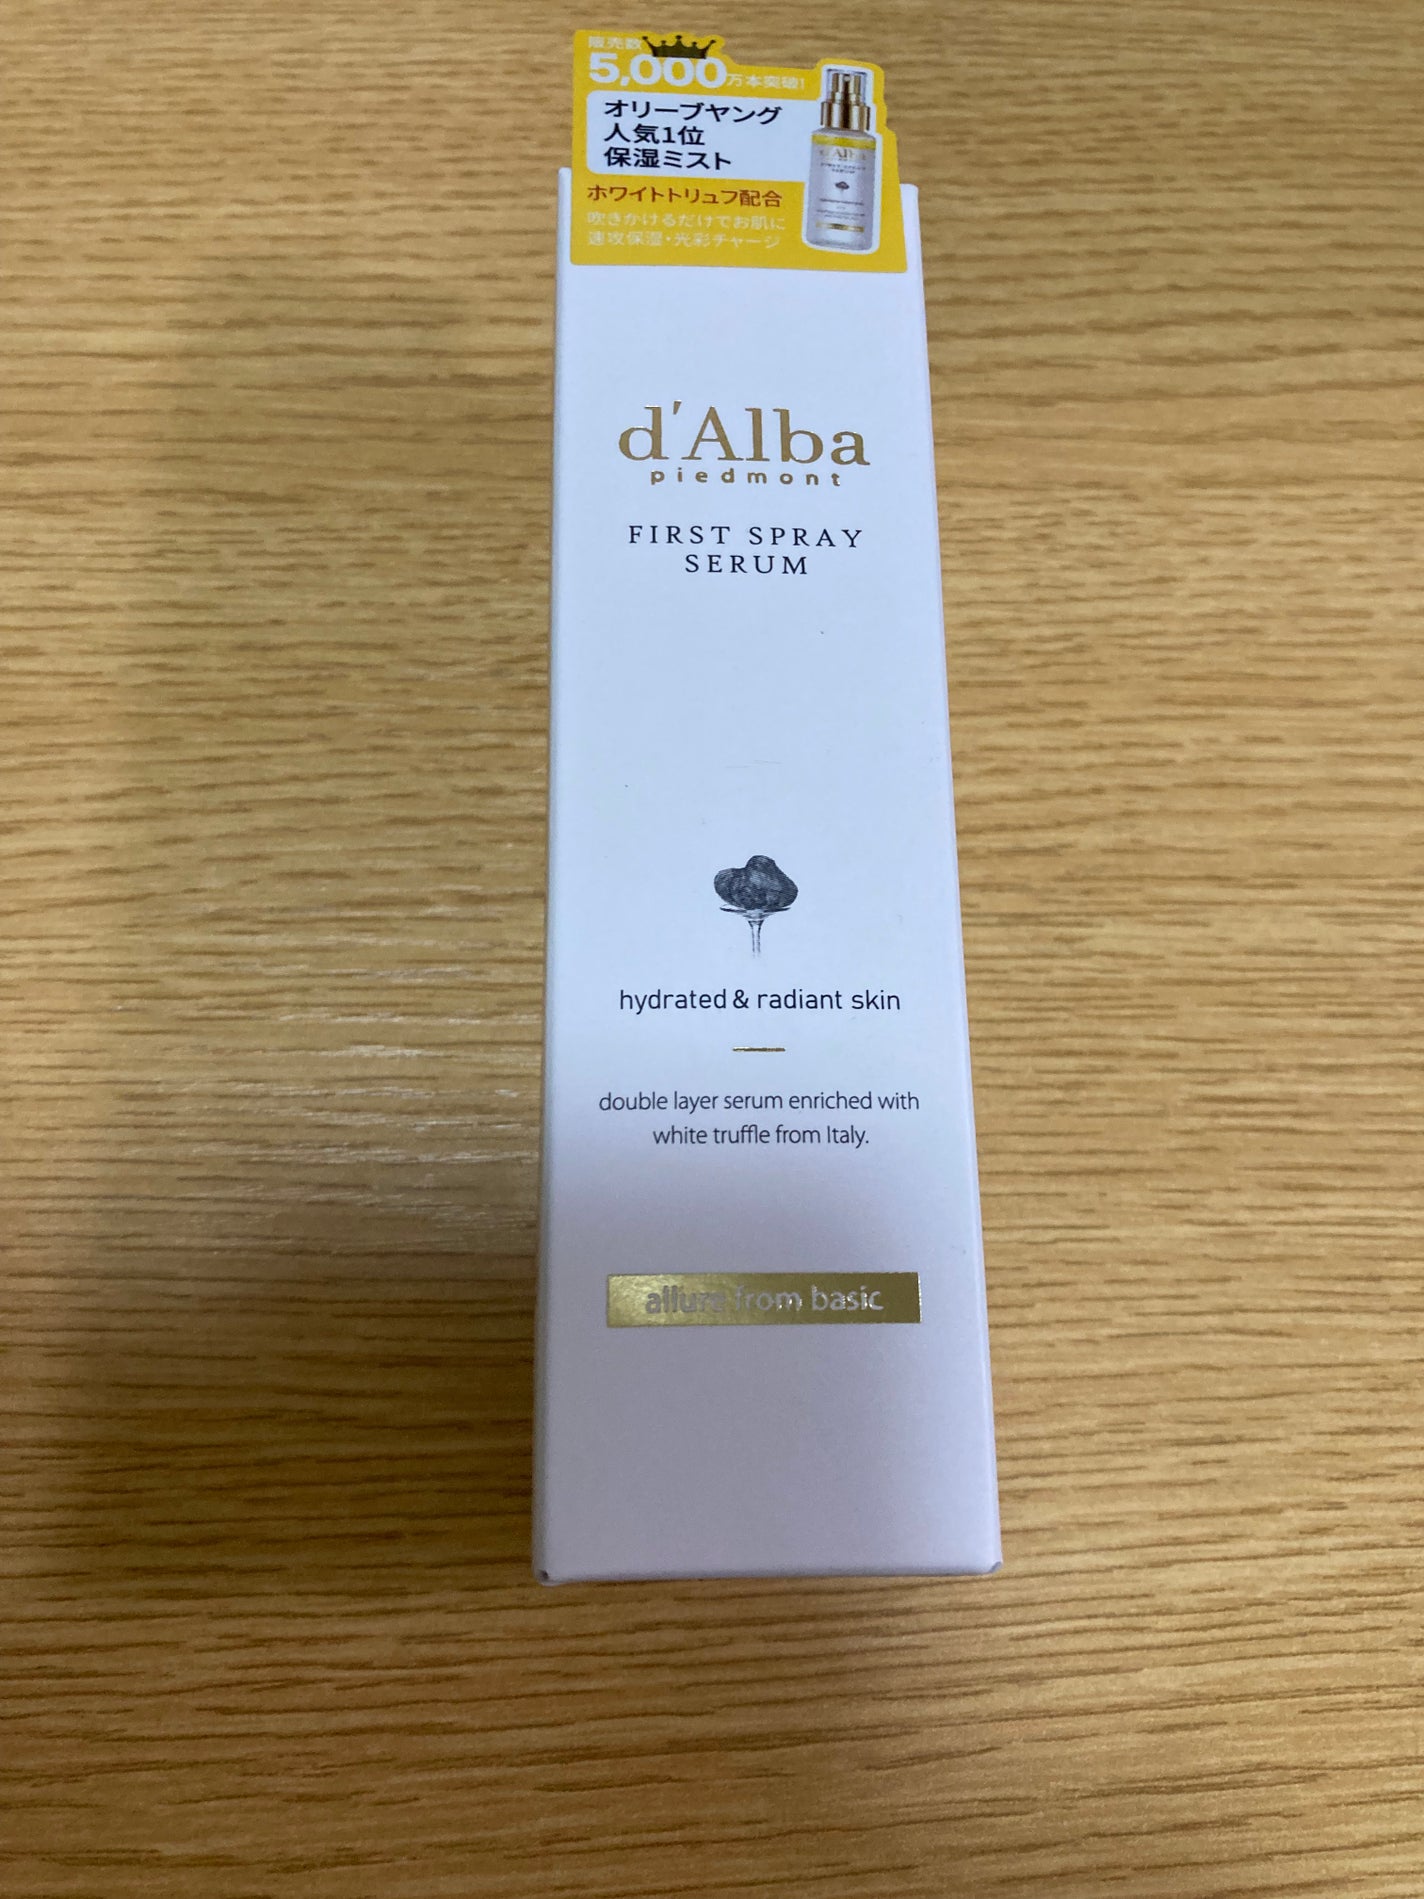 販売数
5,000万本突破!
オリーブヤング
人気1位
保湿ミスト
ホワイトトリュフ配合
吹きかけるだけでお肌に
速攻保湿・光彩チャージ
d'Alba
d'Alba
piedmont
FIRST SPRAY
SERUM
hydrated & radiant skin
double layer serum enriched with
white truffle from Italy.
allure from basic